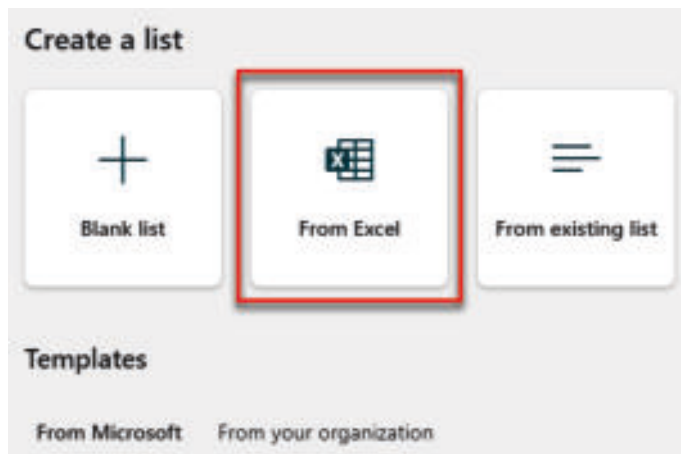 Create a list
Blank list
From Excel
From existing list
Templates
From Microsoft
From your organization